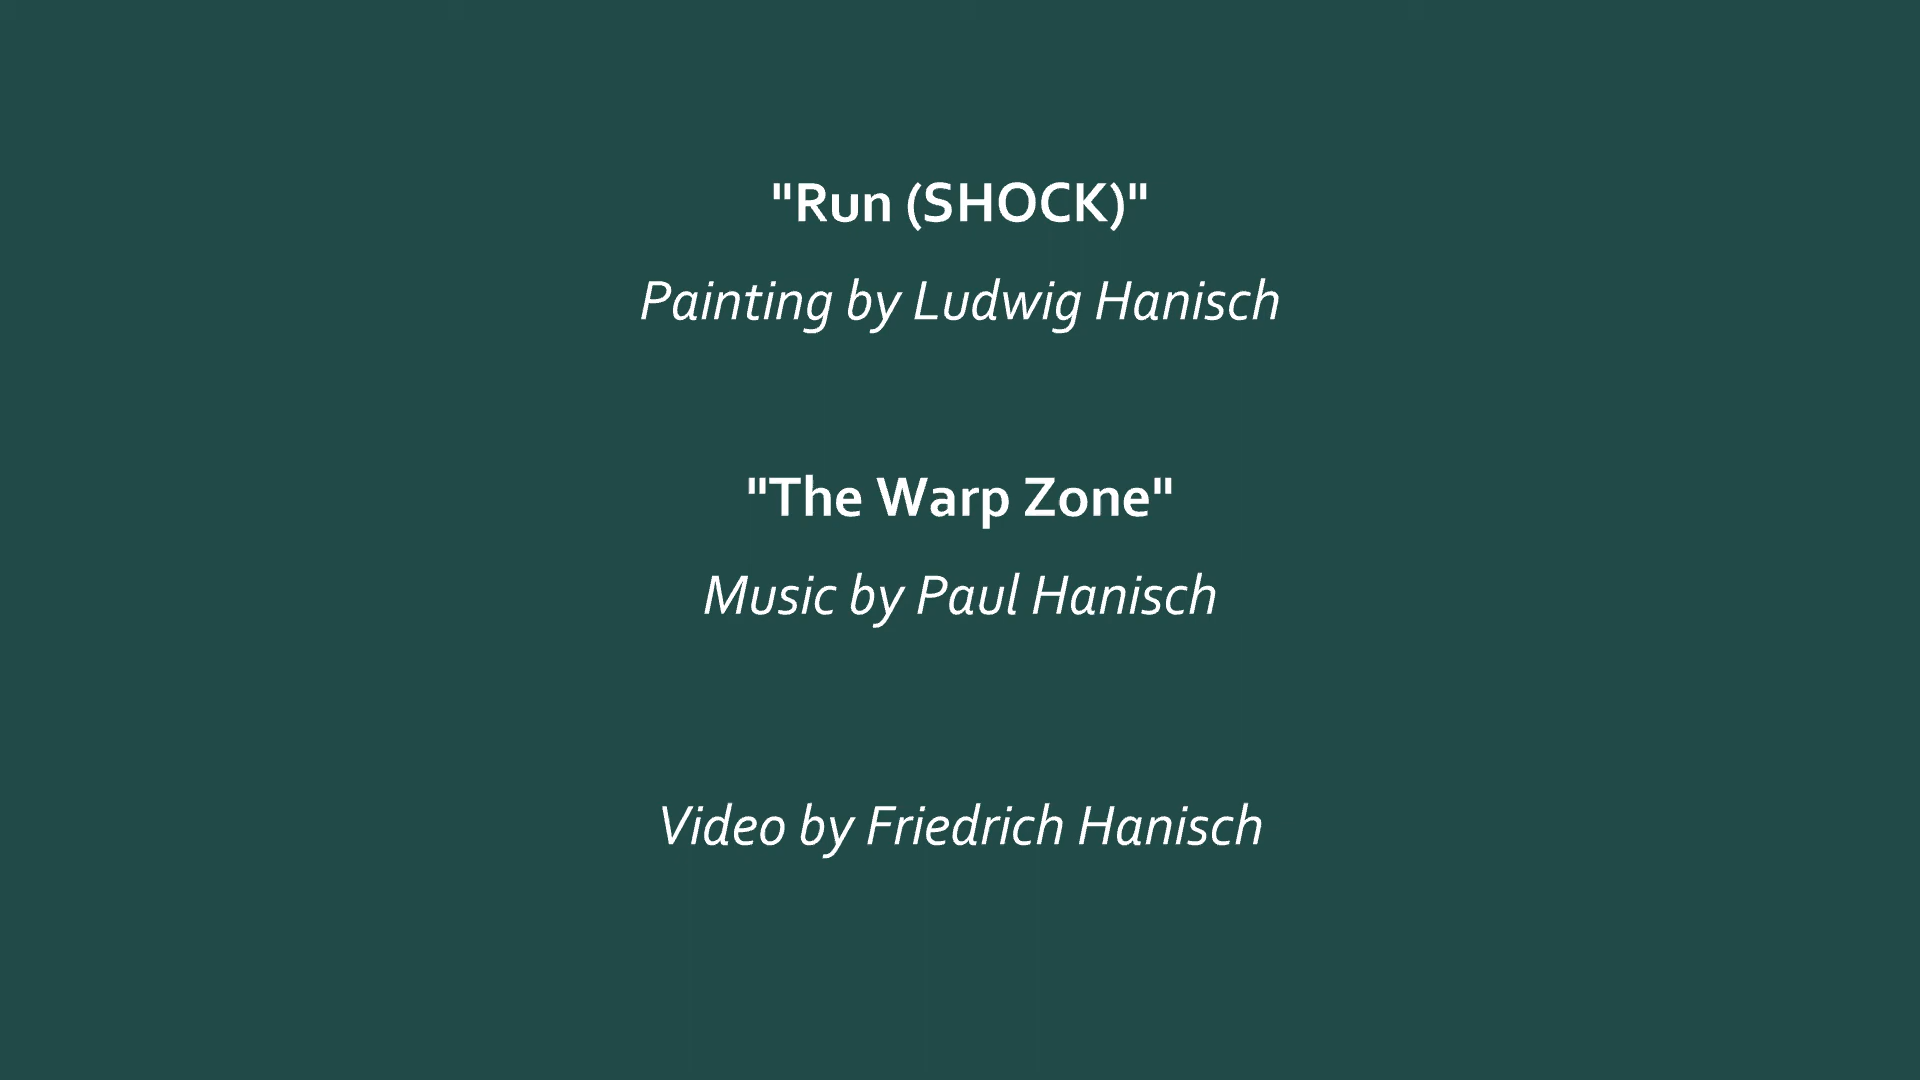 "Run (SHOCK)"
Painting by Ludwig Hanisch
"The Warp Zone"
Music by Paul Hanisch
Video by Friedrich Hanisch